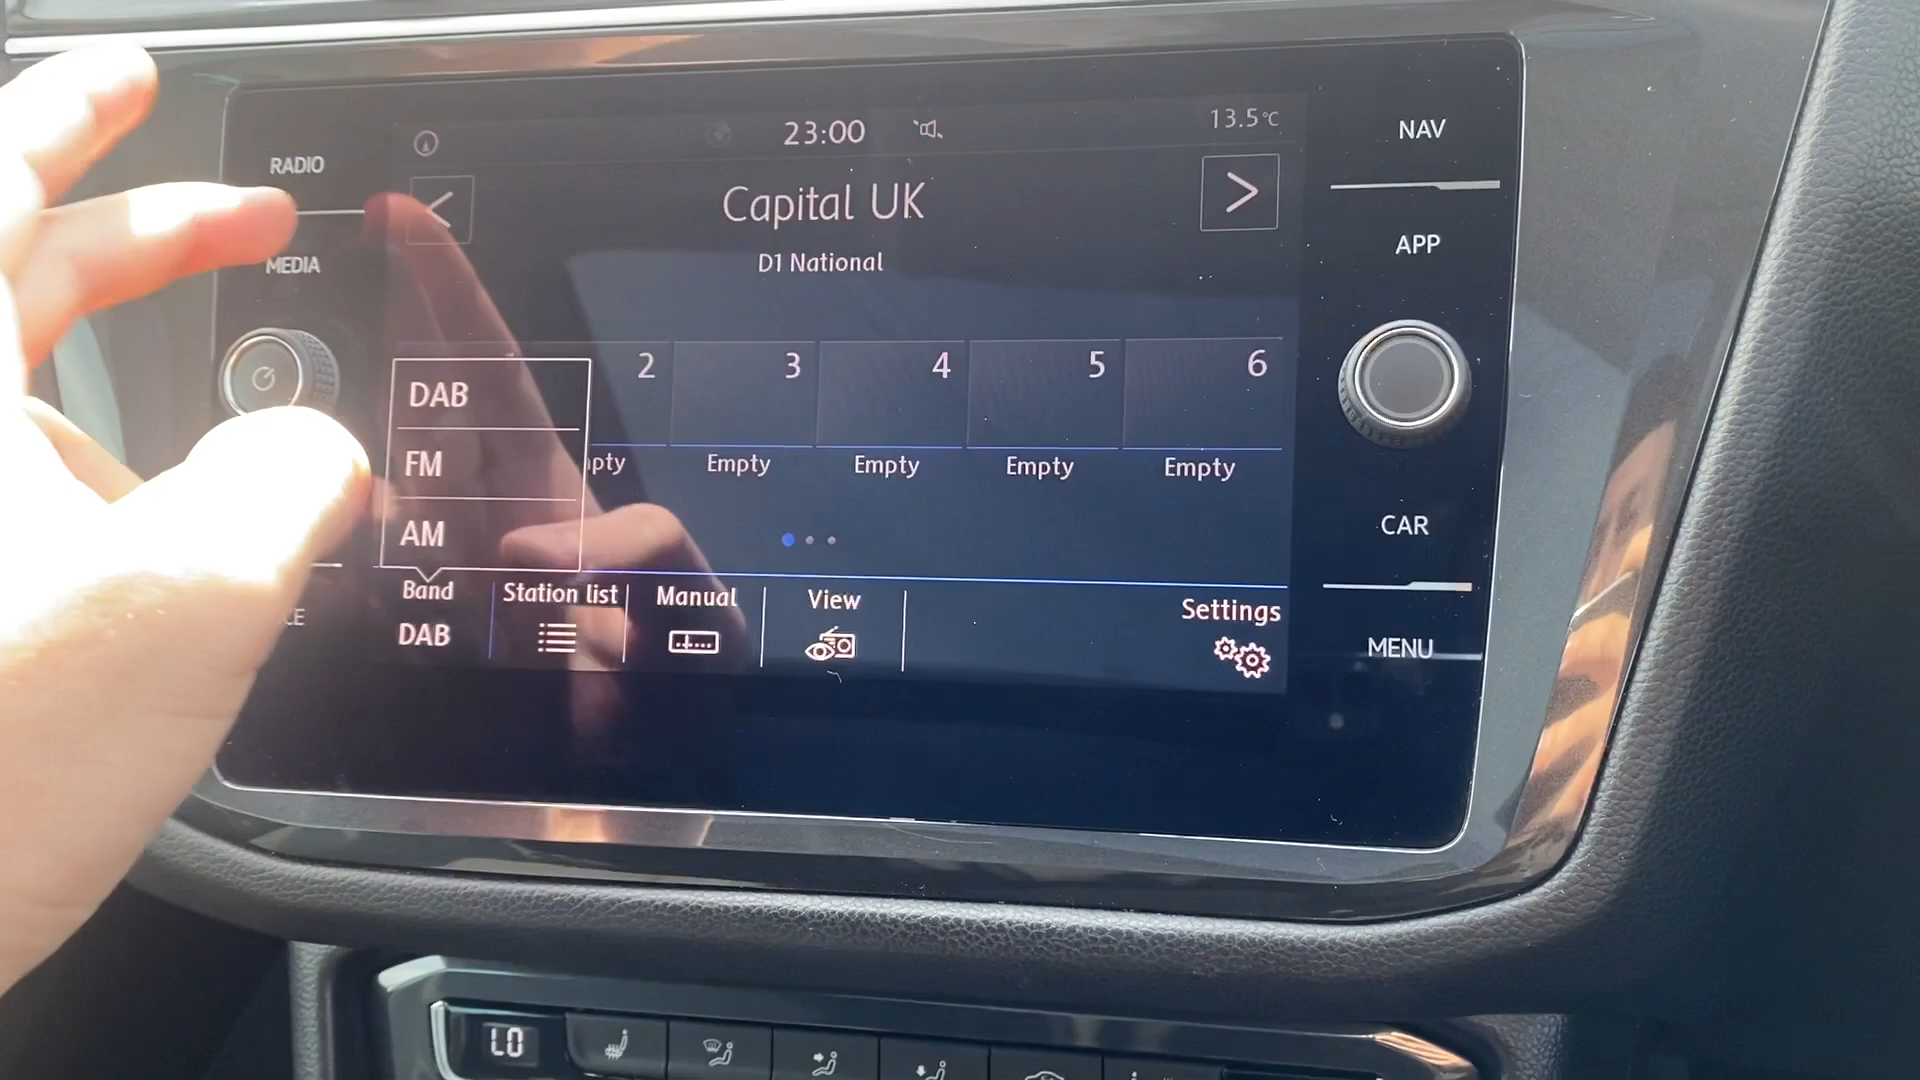 RADIO
MEDIA
23:00
13.5°C
<
Capital UK
>
D1 National
NAV
APP
CAR
MENU
2
3
4
5
6
Empty
Empty
Empty
Empty
DAB
FM
AM
Band
DAB
Station list
Manual
View
Settings
LO